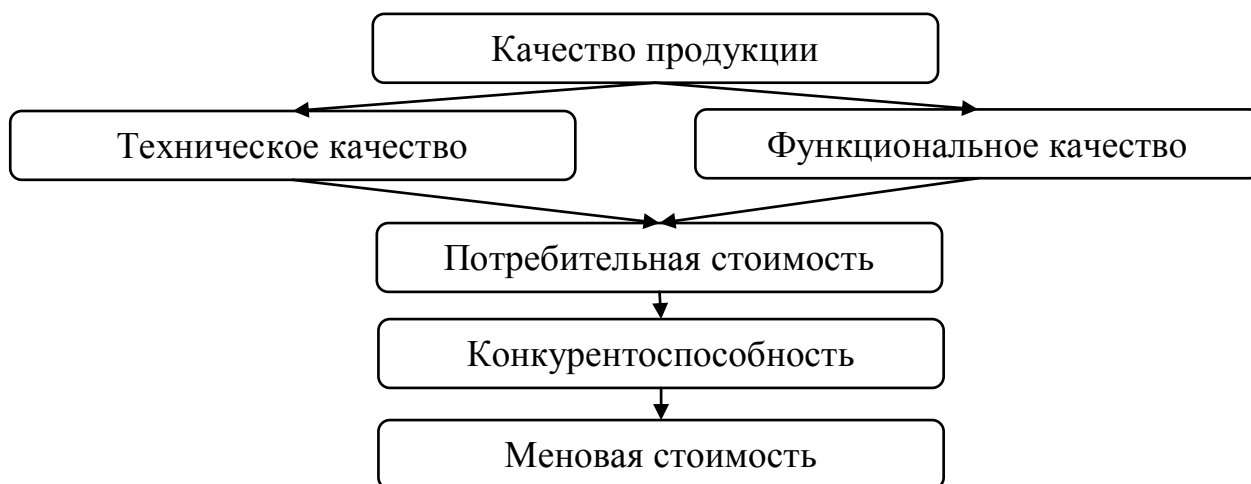 Качество продукции
Техническое качество
Функциональное качество
Потребительная стоимость
Конкурентоспособность
Меновая стоимость